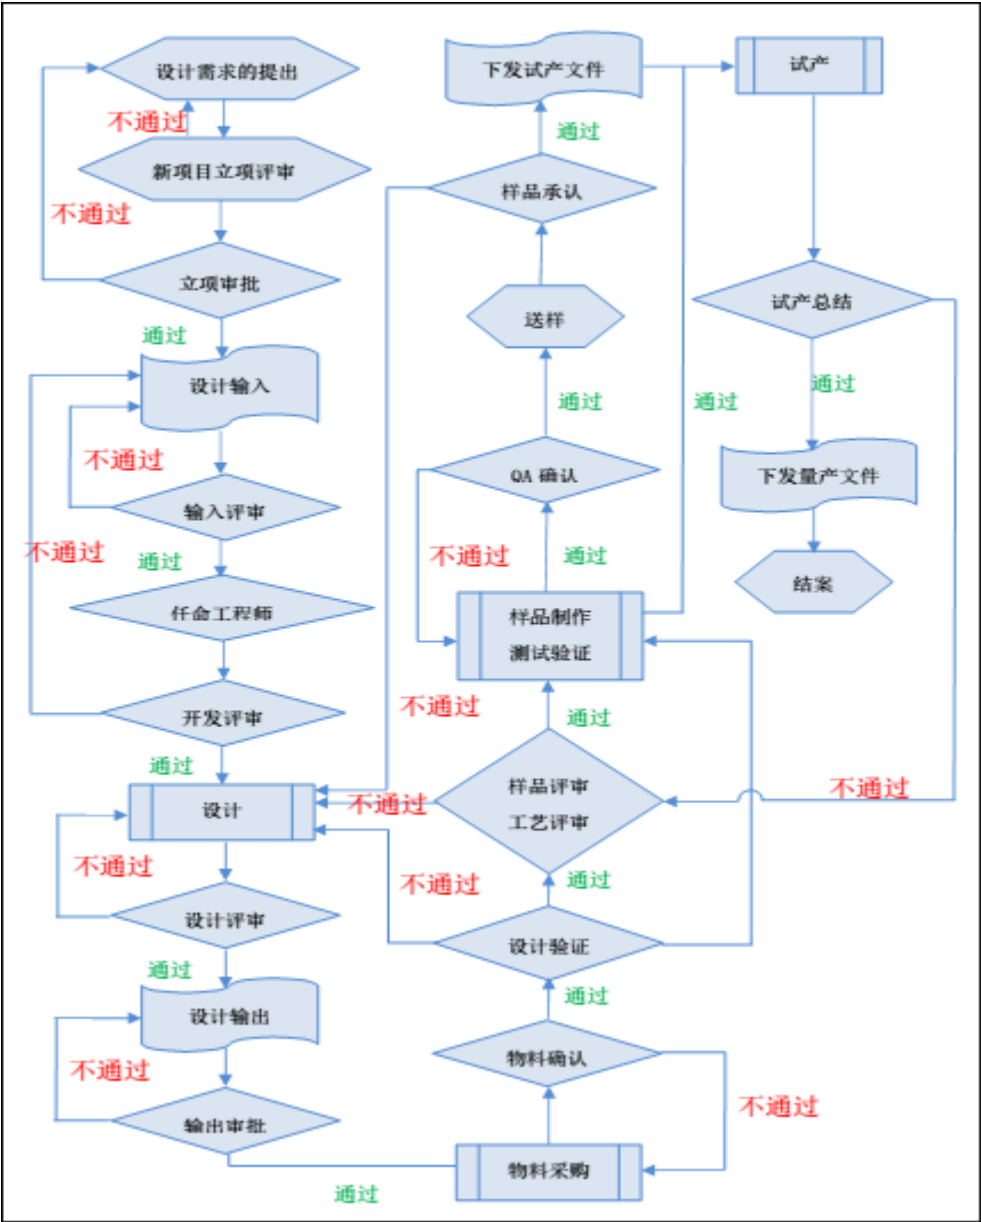 设计需求的提出
不通过
新项目立项评审
不通过
立项审批
通过
设计输入
不通过
输入评审
不通过
通过
任命工程师
开发评审
通过
设计
不通过
设计评审
通过
设计输出
不通过
输出审批
通过
物料采购
不通过
物料确认
通过
设计验证
不通过
通过
样品评审
工艺评审
不通过
不通过
通过
样品制作
测试验证
不通过
通过
QA 确认
通过
送样
样品承认
通过
下发试产文件
通过
试产
试产总结
不通过
通过
下发量产文件
结案